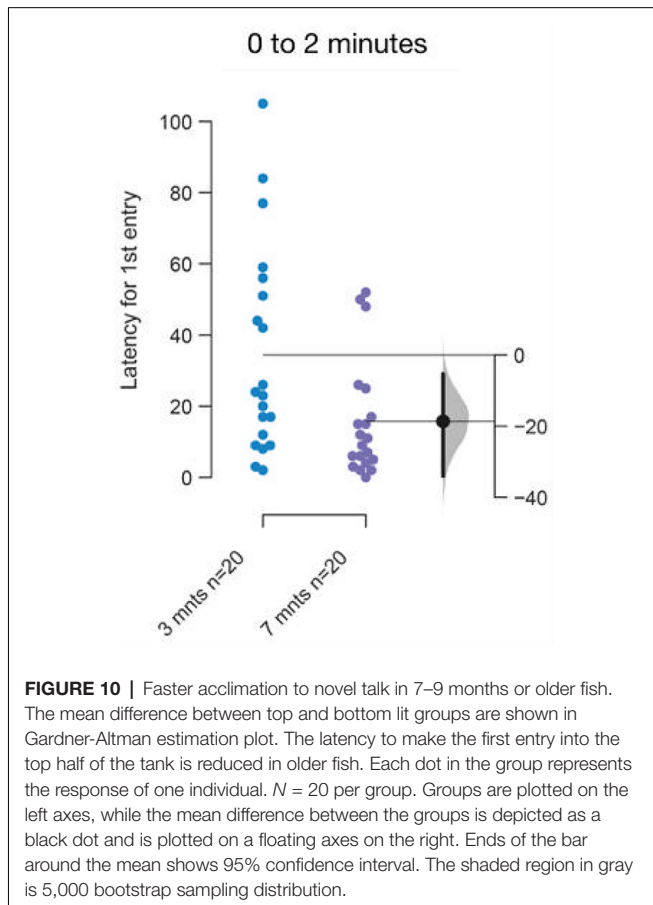 0 to 2 minutes
Latency for 1st entry
100
80
60
40
20
0
0
−20
−40
3 mnts n=20
7 mnts n=20
FIGURE 10 | Faster acclimation to novel talk in 7–9 months or older fish.
The mean difference between top and bottom lit groups are shown in
Gardner-Altman estimation plot. The latency to make the first entry into the
top half of the tank is reduced in older fish. Each dot in the group represents
the response of one individual. N = 20 per group. Groups are plotted on the
left axes, while the mean difference between the groups is depicted as a
black dot and is plotted on a floating axes on the right. Ends of the bar
around the mean shows 95% confidence interval. The shaded region in gray
is 5,000 bootstrap sampling distribution.